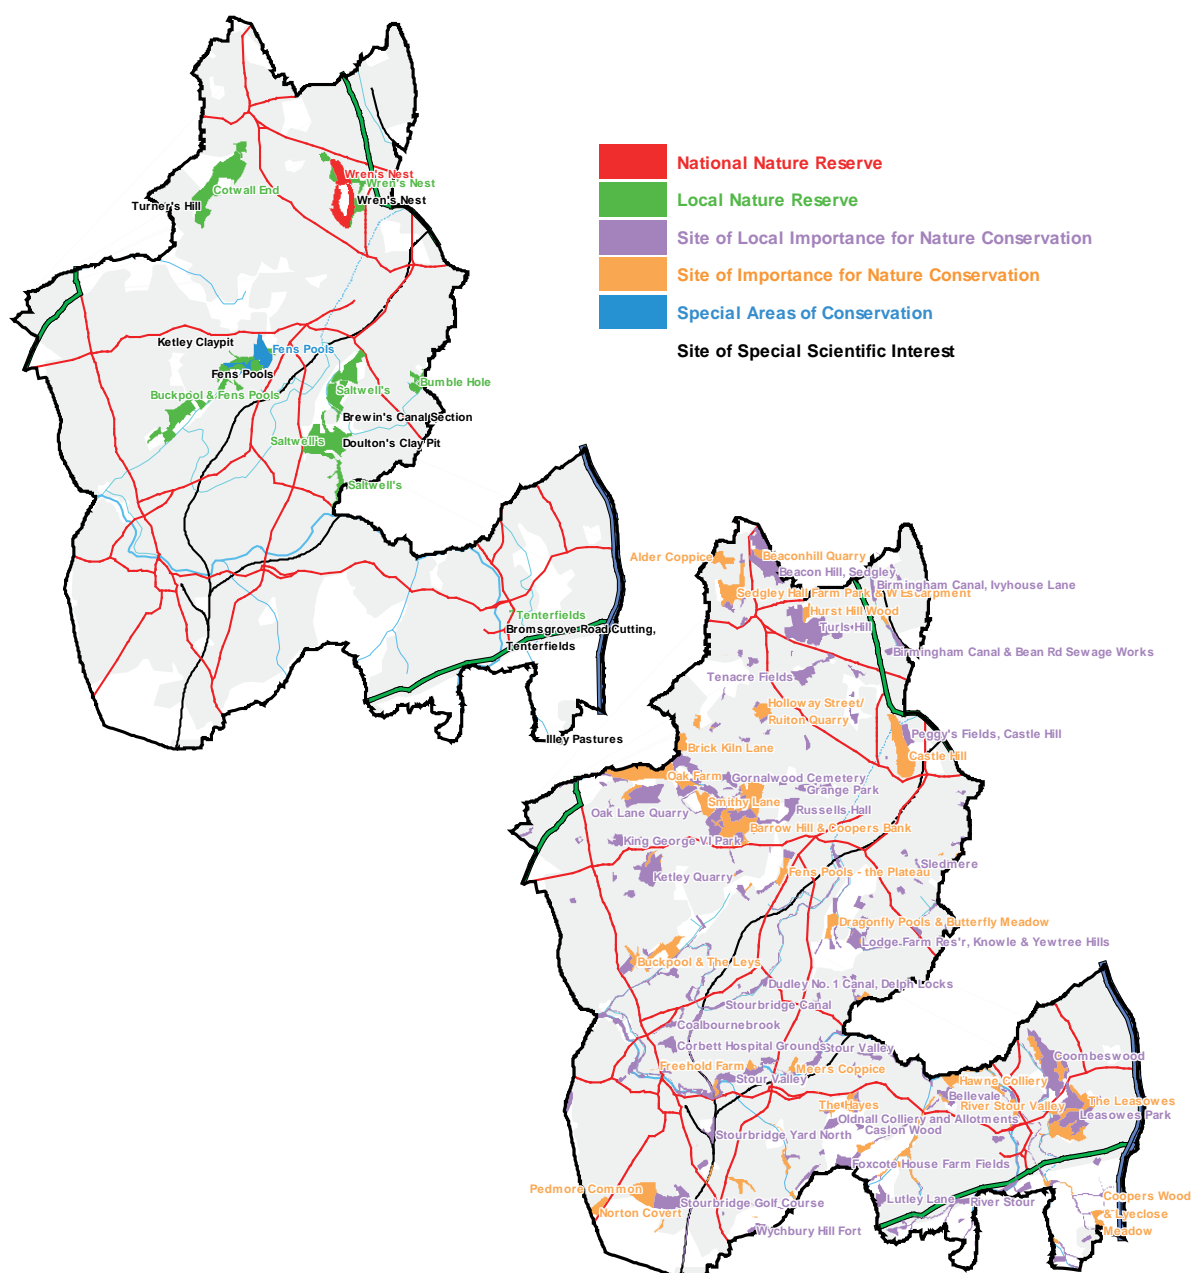 National Nature Reserve
Local Nature Reserve
Site of Local Importance for Nature Conservation
Site of Importance for Nature Conservation
Special Areas of Conservation
Site of Special Scientific Interest
Wren's Nest
Wren's Nest
Wren's Nest
Cotwall End
Turner's Hill
Ketley Claypit
Fens Pools
Fens Pools
Buckpool & Fens Pools
Saltwell's
Bumble Hole
Brewin's Canal Section
Saltwell's
Doulton's Clay Pit
Saltwell's
Tenterfields
Bromsgrove Road Cutting,
Tenterfields
Illey Pastures
Alder Coppice
Beaconhill Quarry
Beacon Hill, Sedgley
Birmingham Canal, Ivyhouse Lane
Sedgley Hall Farm Park & W Escarpment
Hurst Hill Wood
Turls Hill
Birmingham Canal & Bean Rd Sewage Works
Tenacre Fields
Holloway Street/
Ruiton Quarry
Peggy's Fields, Castle Hill
Brick Kiln Lane
Castle Hill
Oak Farm
Gornalwood Cemetery
Grange Park
Smithy Lane
Oak Lane Quarry
Russells Hall
Barrow Hill & Coopers Bank
King George VI Park
Sledmere
Ketley Quarry
Fens Pools - the Plateau
Dragonfly Pools & Butterfly Meadow
Lodge Farm Res'r, Knowle & Yewtree Hills
Buckpool & The Leys
Dudley No. 1 Canal, Delph Locks
Stourbridge Canal
Coalbournebrook
Corbett Hospital Grounds
Stour Valley
Coombeswood
Freehold Farm
Meers Coppice
Stour Valley
Hawne Colliery
Bellevale
The Hayes
River Stour Valley
The Leasowes
Leasowes Park
Oldnall Colliery and Allotments
Caslon Wood
Stourbridge Yard North
Foxcote House Farm Fields
Pedmore Common
Stourbridge Golf Course
Lutley Lane
River Stour
Coopers Wood
& Lyeclose
Meadow
Norton Covert
Wychbury Hill Fort